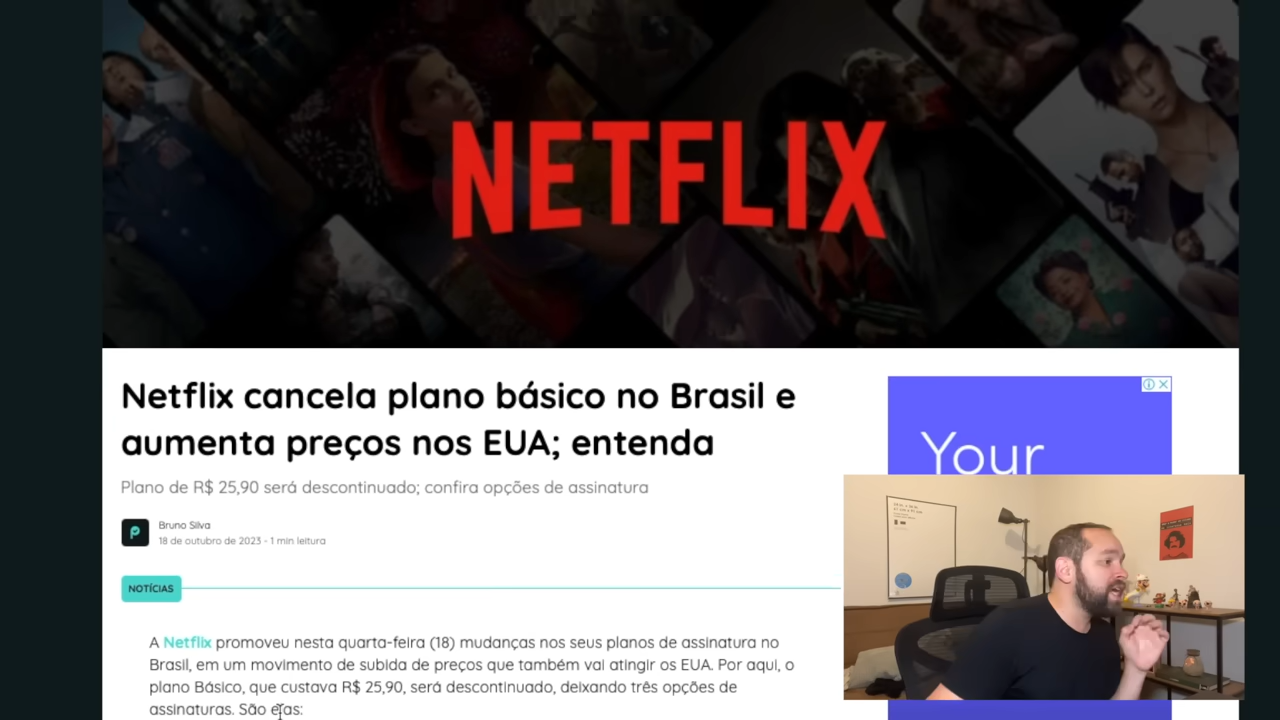 NETFLIX
Netflix cancela plano básico no Brasil e
aumenta preços nos EUA; entenda
Plano de R$ 25,90 será descontinuado; confira opções de assinatura
Bruno Silva
18 de outubro de 2023 - 1 min leitura
NOTÍCIAS
A Netflix promoveu nesta quarta-feira (18) mudanças nos seus planos de assinatura no
Brasil, em um movimento de subida de preços que também vai atingir os EUA. Por aqui, o
plano Básico, que custava R$ 25,90, será descontinuado, deixando três opções de
assinaturas. São elas:
Your